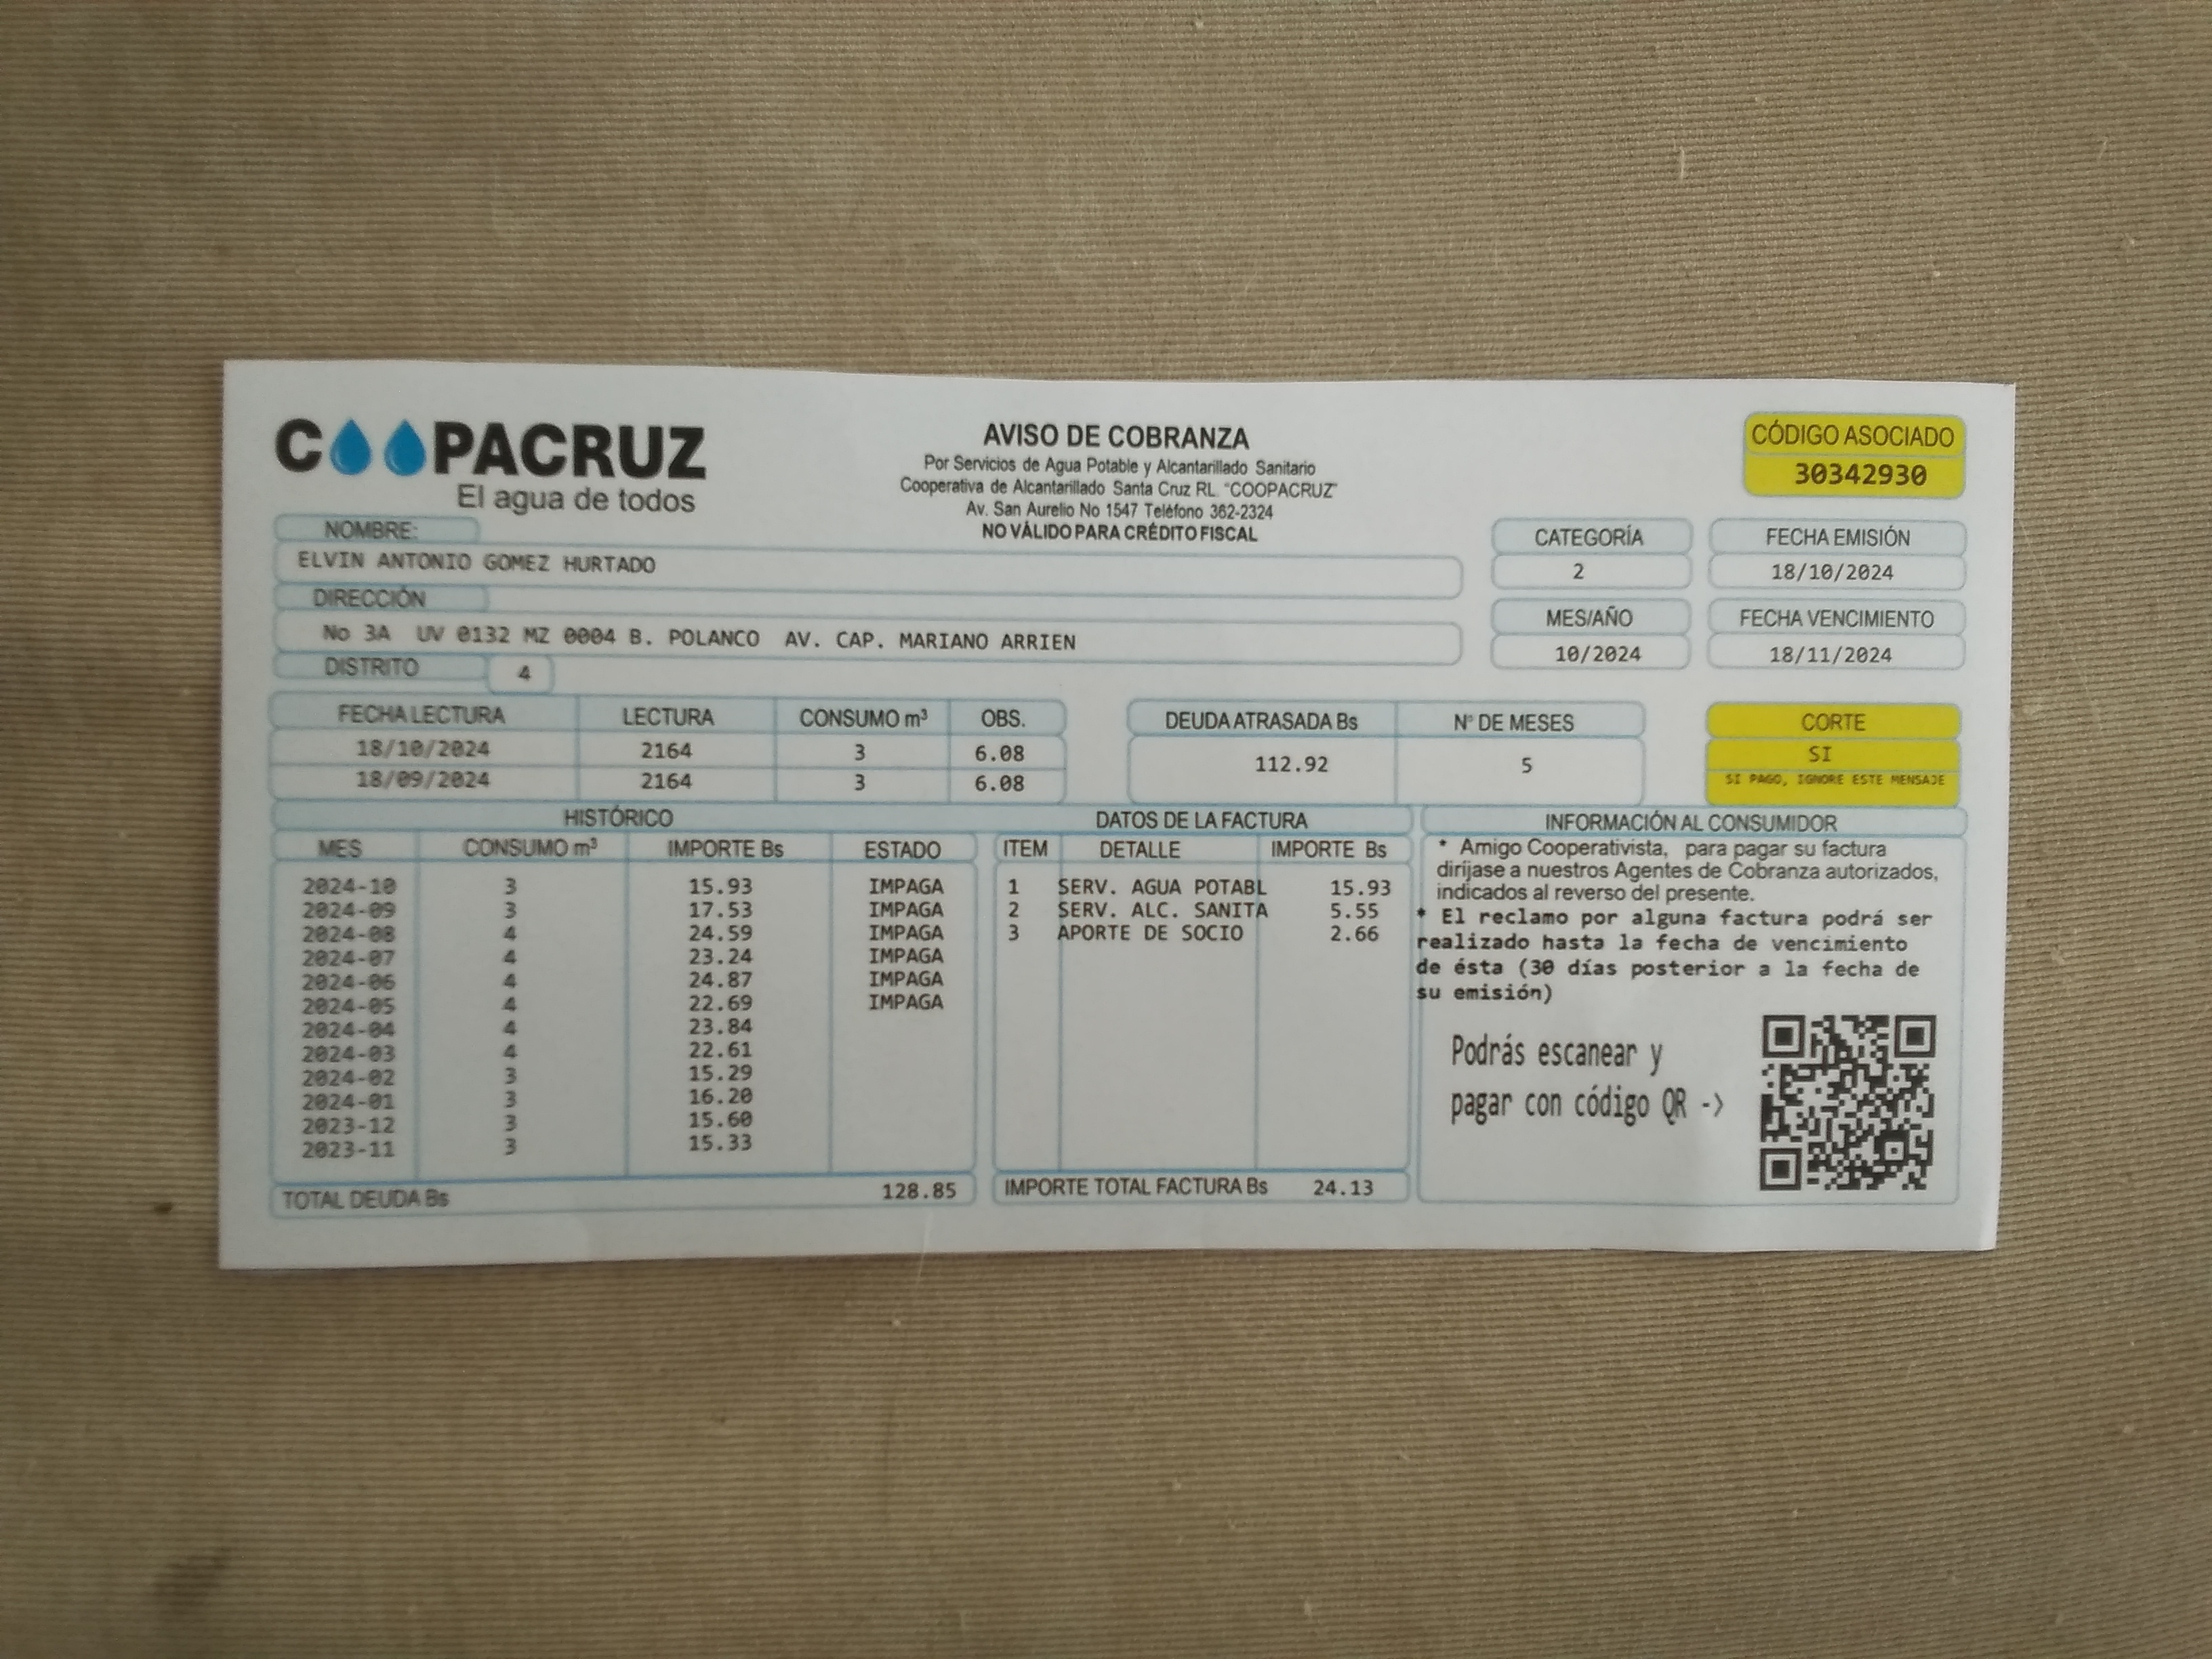 COOPACRUZ
El agua de todos
AVISO DE COBRANZA
Por Servicios de Agua Potable y Alcantarillado Sanitario
Cooperativa de Alcantarillado Santa Cruz RL. "COOPACRUZ"
Av. San Aurelio No 1547 Teléfono 362-2324
NO VÁLIDO PARA CRÉDITO FISCAL
CÓDIGO ASOCIADO
30342930
NOMBRE:
ELVIN ANTONIO GOMEZ HURTADO
DIRECCIÓN
No 3A UV 0132 MZ 0004 B. POLANCO AV. CAP. MARIANO ARRIEN
DISTRITO 4
CATEGORÍA
2
FECHA EMISIÓN
18/10/2024
MES/AÑO
10/2024
FECHA VENCIMIENTO
18/11/2024
FECHA LECTURA LECTURA CONSUMO m³ OBS.
18/10/2024 2164 3 6.08
18/09/2024 2164 3 6.08
DEUDA ATRASADA Bs N° DE MESES
112.92 5
CORTE
SI
SI PAGO, IGNORE ESTE MENSAJE
HISTÓRICO
MES CONSUMO m³ IMPORTE Bs ESTADO
2024-10 3 15.93 IMPAGA
2024-09 3 17.53 IMPAGA
2024-08 4 24.59 IMPAGA
2024-07 4 23.24 IMPAGA
2024-06 4 24.87 IMPAGA
2024-05 4 22.69 IMPAGA
2024-04 4 23.84
2024-03 4 22.61
2024-02 3 15.29
2024-01 3 16.20
2023-12 3 15.60
2023-11 3 15.33
TOTAL DEUDA Bs 128.85
DATOS DE LA FACTURA
ITEM DETALLE IMPORTE Bs
1 SERV. AGUA POTABL 15.93
2 SERV. ALC. SANITA 5.55
3 APORTE DE SOCIO 2.66
IMPORTE TOTAL FACTURA Bs 24.13
INFORMACIÓN AL CONSUMIDOR
* Amigo Cooperativista, para pagar su factura
diríjase a nuestros Agentes de Cobranza autorizados,
indicados al reverso del presente.
* El reclamo por alguna factura podrá ser
realizado hasta la fecha de vencimiento
de ésta (30 días posterior a la fecha de
su emisión)
Podrás escanear y
pagar con código QR ->